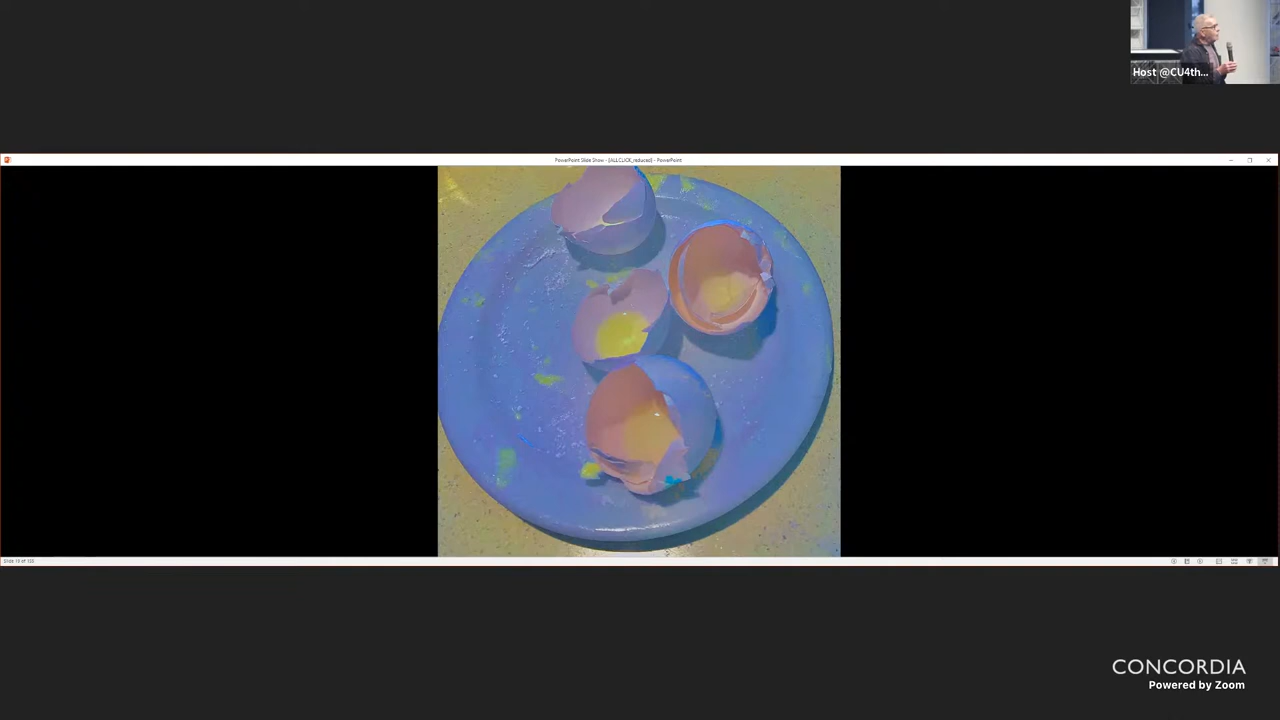 Host @CU4th...
PowerPoint Slide Show - [ALLCLICK_reduced] - PowerPoint
CONCORDIA
Powered by Zoom